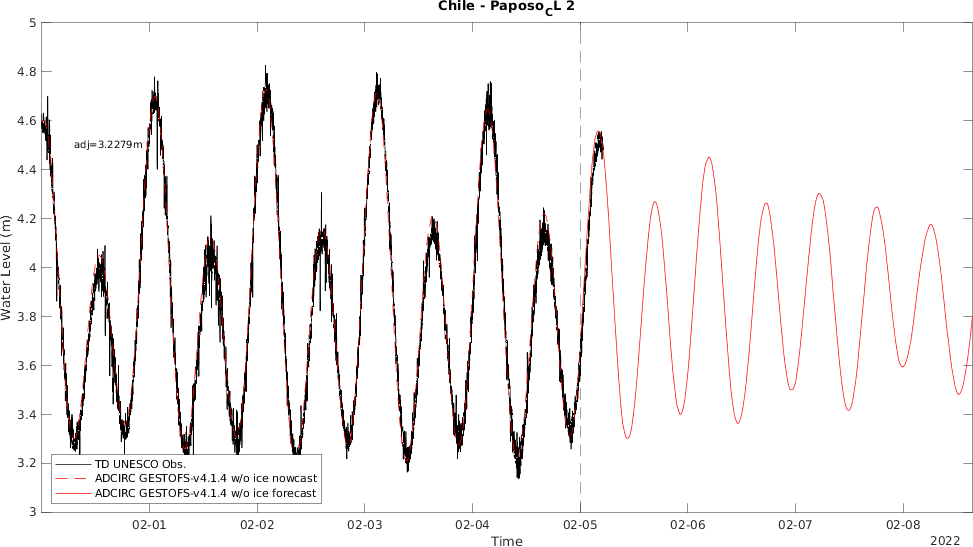 Chile - Paposo_CL 2
5
4.8
4.6
4.4
4.2
4
3.8
3.6
3.4
3.2
3
Water Level (m)
adj=3.2279m
TD UNESCO Obs.
ADCIRC GESTOFS-v4.1.4 w/o ice nowcast
ADCIRC GESTOFS-v4.1.4 w/o ice forecast
02-01 02-02 02-03 02-04 02-05 02-06 02-07 02-08
Time
2022